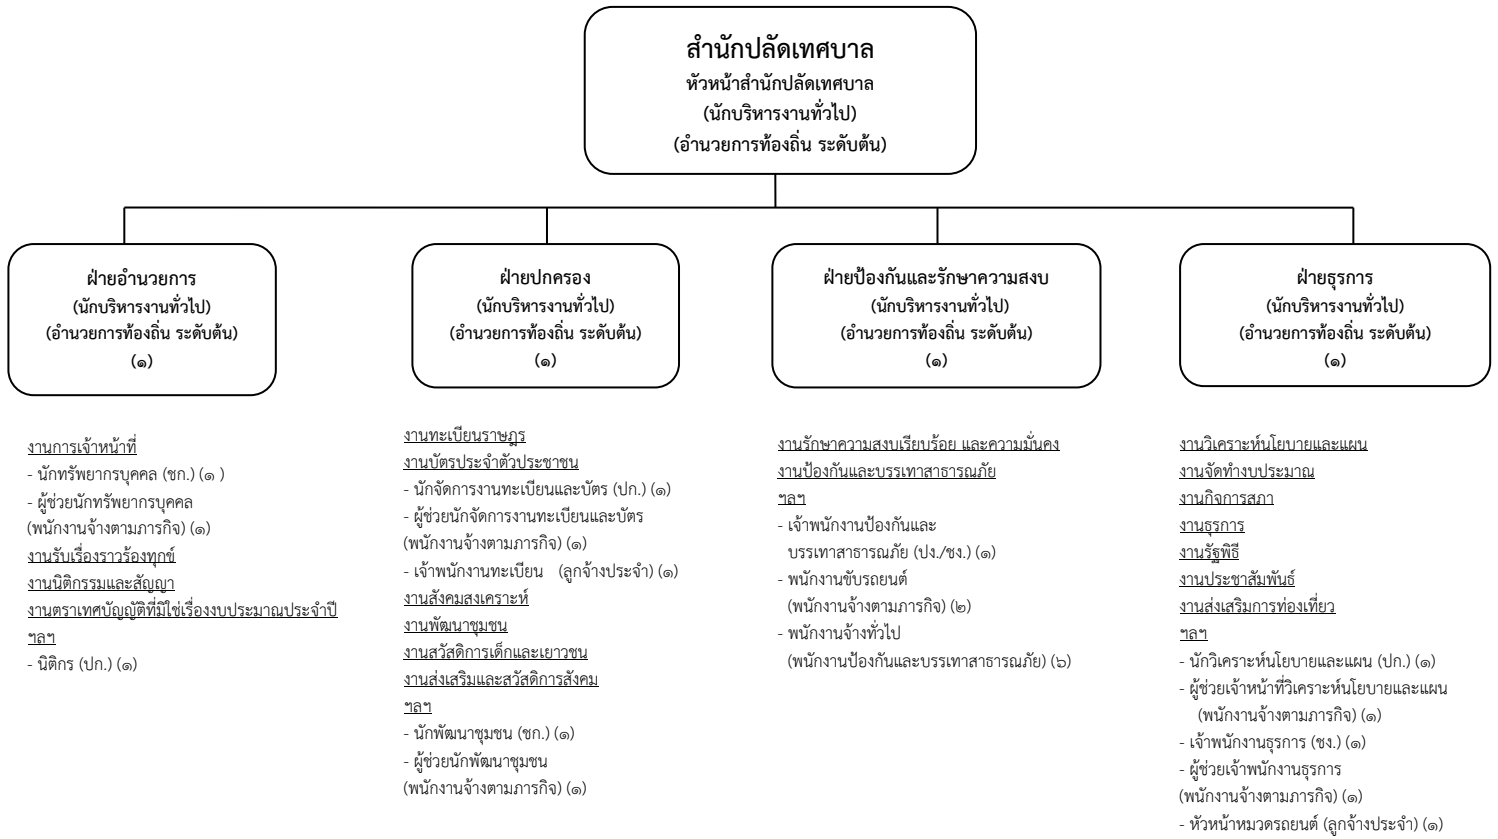 สำนักปลัดเทศบาล
หัวหน้าสำนักปลัดเทศบาล
(นักบริหารงานทั่วไป)
(อำนวยการท้องถิ่น ระดับต้น)
ฝ่ายอำนวยการ
(นักบริหารงานทั่วไป)
(อำนวยการท้องถิ่น ระดับต้น)
(๑)
ฝ่ายปกครอง
(นักบริหารงานทั่วไป)
(อำนวยการท้องถิ่น ระดับต้น)
(๑)
ฝ่ายป้องกันและรักษาความสงบ
(นักบริหารงานทั่วไป)
(อำนวยการท้องถิ่น ระดับต้น)
(๑)
ฝ่ายธุรการ
(นักบริหารงานทั่วไป)
(อำนวยการท้องถิ่น ระดับต้น)
(๑)
งานการเจ้าหน้าที่
- นักทรัพยากรบุคคล (ชก.) (๑ )
- ผู้ช่วยนักทรัพยากรบุคคล
(พนักงานจ้างตามภารกิจ) (๑)
งานรับเรื่องราวร้องทุกข์
งานนิติกรรมและสัญญา
งานตราเทศบัญญัติที่มิใช่เรื่องงบประมาณประจำปี
ฯลฯ
- นิติกร (ปก.) (๑)
งานทะเบียนราษฎร
งานบัตรประจำตัวประชาชน
- นักจัดการงานทะเบียนและบัตร (ปก.) (๑)
- ผู้ช่วยนักจัดการงานทะเบียนและบัตร
(พนักงานจ้างตามภารกิจ) (๑)
- เจ้าพนักงานทะเบียน (ลูกจ้างประจำ) (๑)
งานสังคมสงเคราะห์
งานพัฒนาชุมชน
งานสวัสดิการเด็กและเยาวชน
งานส่งเสริมและสวัสดิการสังคม
ฯลฯ
- นักพัฒนาชุมชน (ชก.) (๑)
- ผู้ช่วยนักพัฒนาชุมชน
(พนักงานจ้างตามภารกิจ) (๑)
งานรักษาความสงบเรียบร้อย และความมั่นคง
งานป้องกันและบรรเทาสาธารณภัย
ฯลฯ
- เจ้าพนักงานป้องกันและ
บรรเทาสาธารณภัย (ปง./ชง.) (๑)
- พนักงานขับรถยนต์
(พนักงานจ้างตามภารกิจ) (๒)
- พนักงานจ้างทั่วไป
(พนักงานป้องกันและบรรเทาสาธารณภัย) (๖)
งานวิเคราะห์นโยบายและแผน
งานจัดทำงบประมาณ
งานกิจการสภา
งานธุรการ
งานรัฐพิธี
งานประชาสัมพันธ์
งานส่งเสริมการท่องเที่ยว
ฯลฯ
- นักวิเคราะห์นโยบายและแผน (ปก.) (๑)
- ผู้ช่วยเจ้าหน้าที่วิเคราะห์นโยบายและแผน
(พนักงานจ้างตามภารกิจ) (๑)
- เจ้าพนักงานธุรการ (ชง.) (๑)
- ผู้ช่วยเจ้าพนักงานธุรการ
(พนักงานจ้างตามภารกิจ) (๑)
- หัวหน้าหมวดรถยนต์ (ลูกจ้างประจำ) (๑)